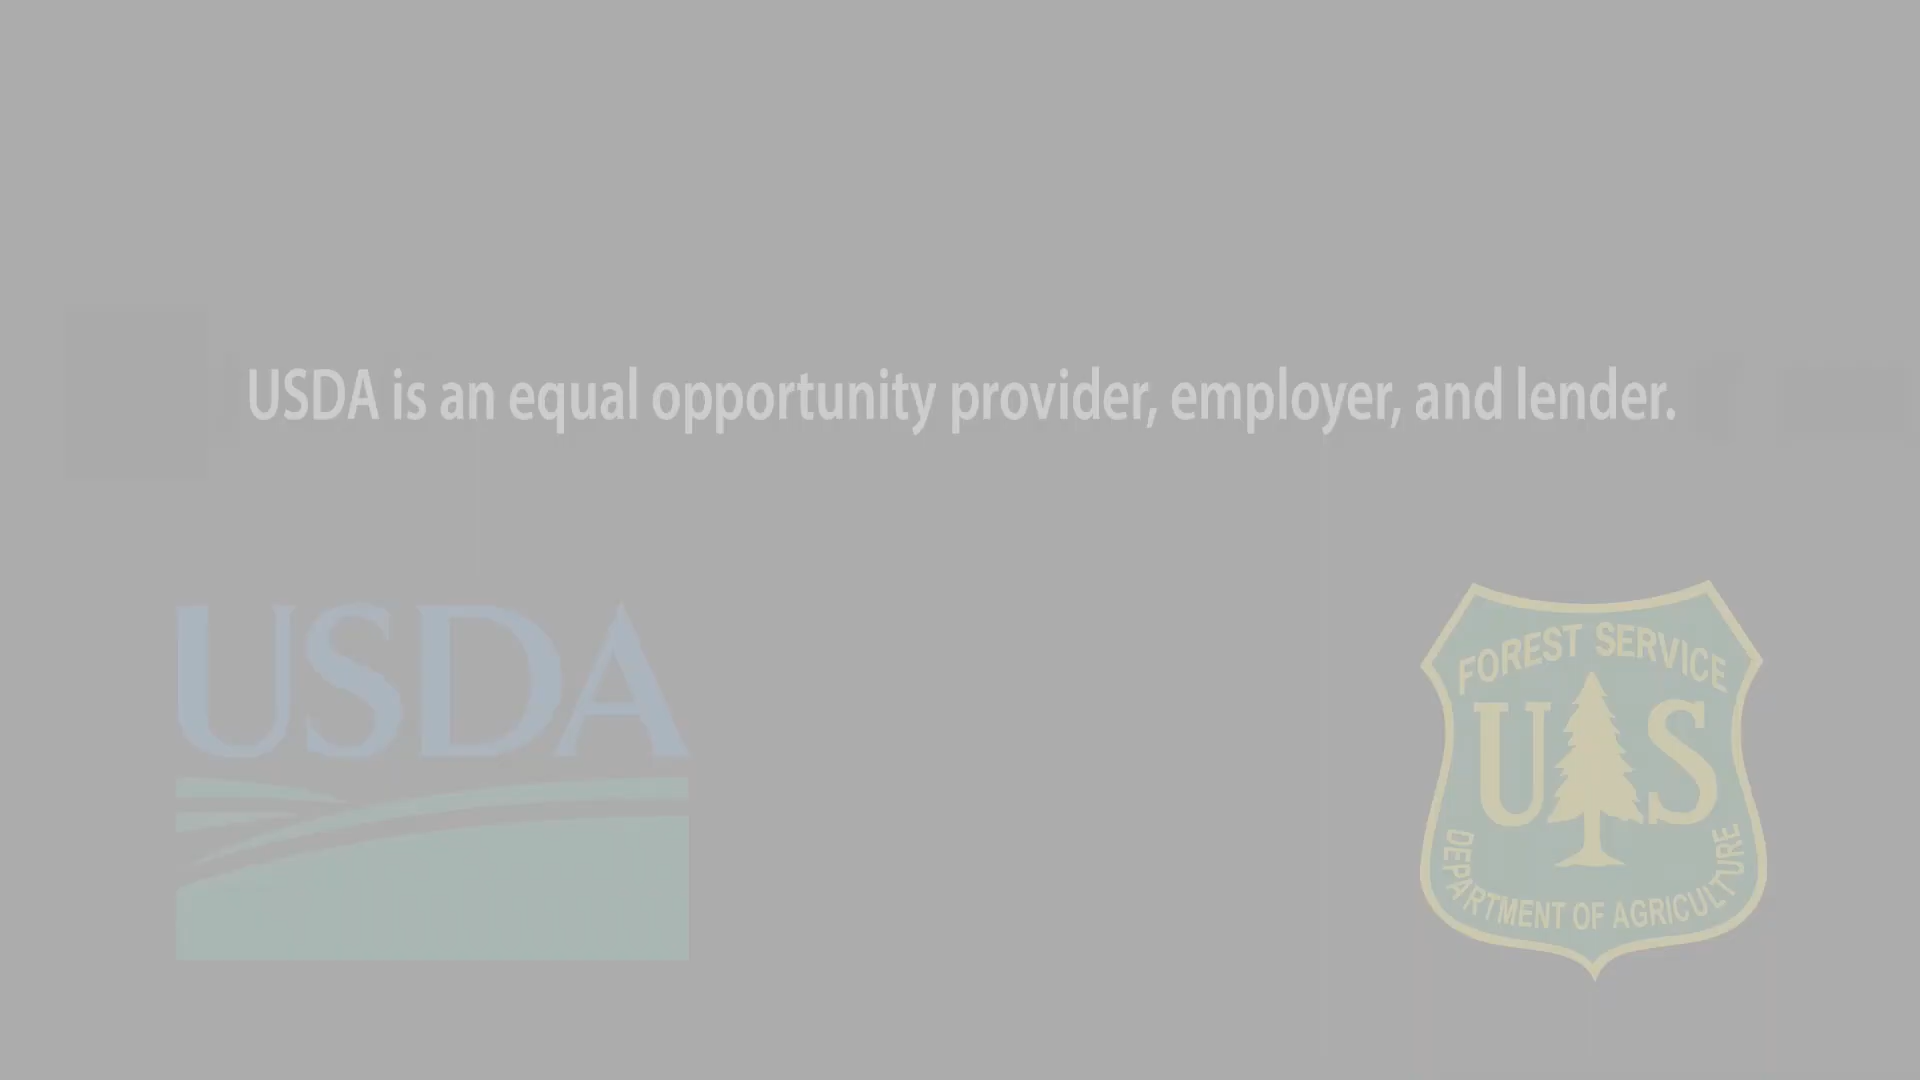 USDA is an equal opportunity provider, employer, and lender.
USDA
FOREST SERVICE
U S
DEPARTMENT OF AGRICULTURE